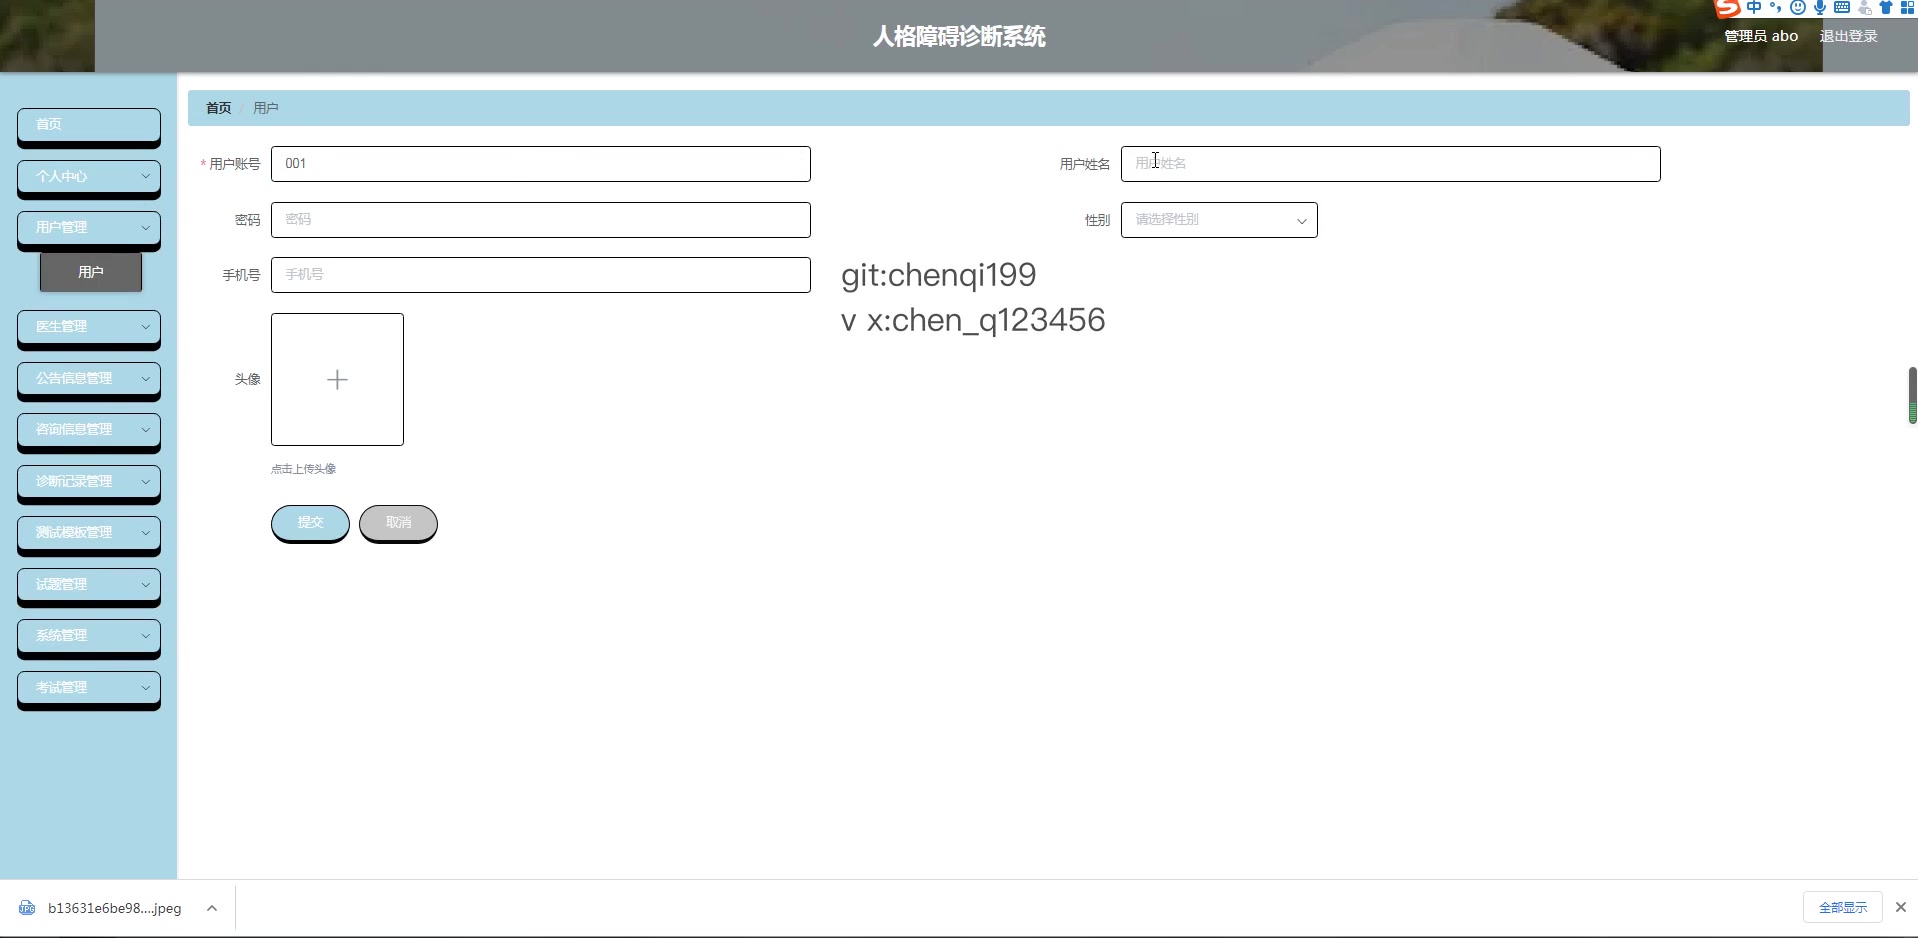 中
人格障碍诊断系统
管理员 abo 退出登录
首页
个人中心
用户管理
用户
医生管理
公告信息管理
咨询信息管理
诊断记录管理
测试模板管理
试题管理
系统管理
考试管理
首页 / 用户
* 用户账号 001
用户姓名 用户姓名
密码 密码
性别 请选择性别
手机号 手机号
git:chenqi199
v x:chen_q123456
头像
点击上传头像
提交 取消
b13631e6be98....jpeg
全部显示